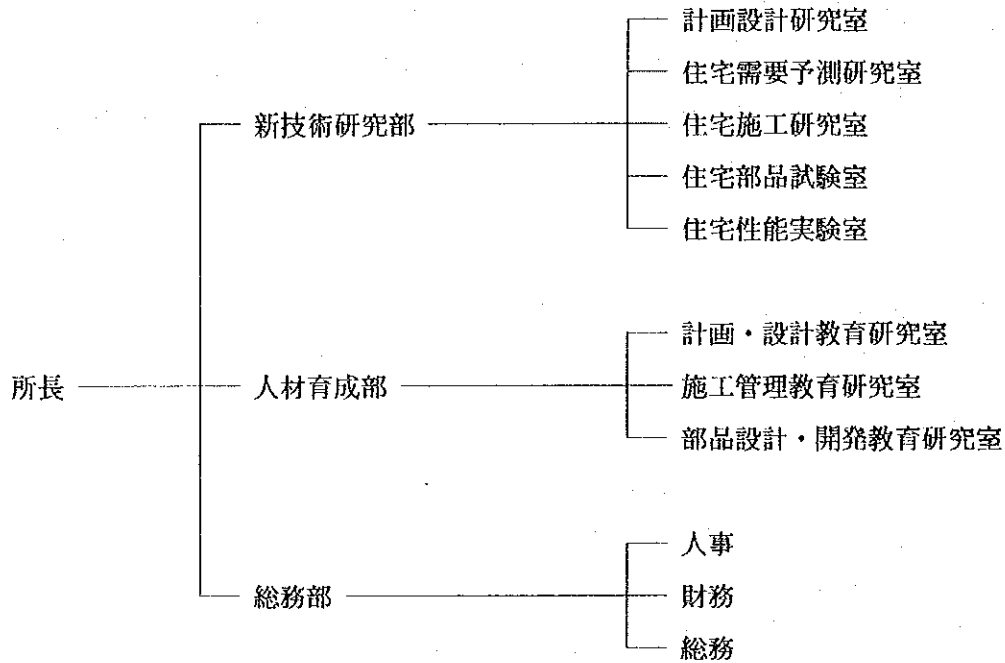 所長
新技術研究部
計画設計研究室
住宅需要予測研究室
住宅施工研究室
住宅部品試験室
住宅性能実験室
人材育成部
計画・設計教育研究室
施工管理教育研究室
部品設計・開発教育研究室
総務部
人事
財務
総務